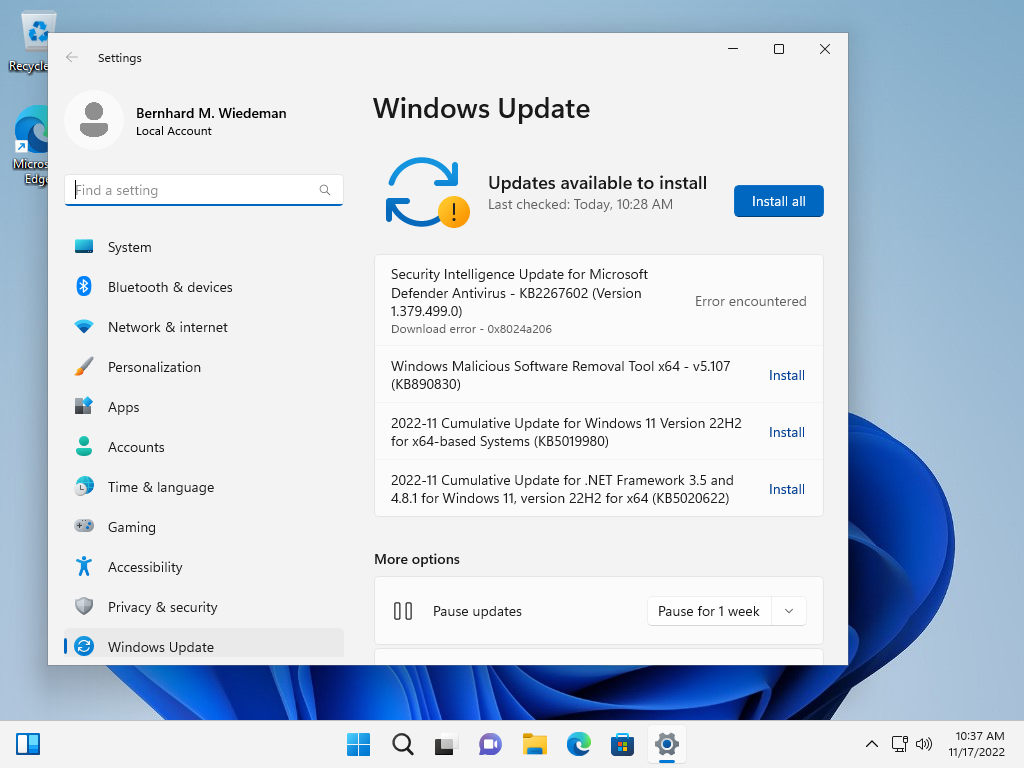 Recycle
Micros
Edge
Settings
Bernhard M. Wiedeman
Local Account
Find a setting
System
Bluetooth & devices
Network & internet
Personalization
Apps
Accounts
Time & language
Gaming
Accessibility
Privacy & security
Windows Update
Windows Update
Updates available to install
Last checked: Today, 10:28 AM
Install all
Security Intelligence Update for Microsoft
Defender Antivirus - KB2267602 (Version
1.379.499.0)
Download error - 0x8024a206
Error encountered
Windows Malicious Software Removal Tool x64 - v5.107
(KB890830)
Install
2022-11 Cumulative Update for Windows 11 Version 22H2
for x64-based Systems (KB5019980)
Install
2022-11 Cumulative Update for .NET Framework 3.5 and
4.8.1 for Windows 11, version 22H2 for x64 (KB5020622)
Install
More options
Pause updates
Pause for 1 week
10:37 AM
11/17/2022